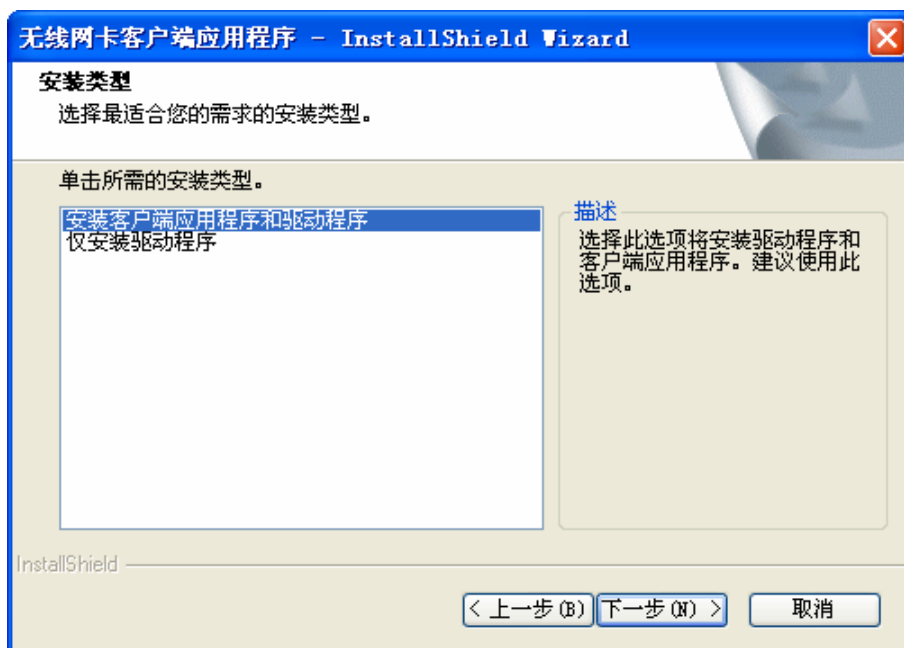 无线网卡客户端应用程序 - InstallShield Wizard
安装类型
选择最适合您的需求的安装类型。
单击所需的安装类型。
安装客户端应用程序和驱动程序
仅安装驱动程序
描述
选择此选项将安装驱动程序和
客户端应用程序。建议使用此
选项。
InstallShield
< 上一步(B)
下一步(N) >
取消